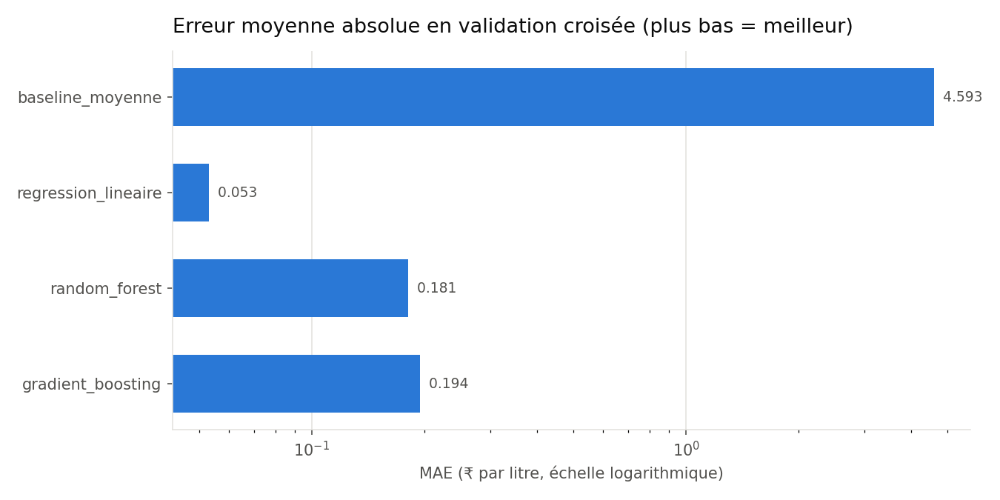 Erreur moyenne absolue en validation croisée (plus bas = meilleur)
baseline_moyenne
4.593
regression_lineaire
0.053
random_forest
0.181
gradient_boosting
0.194
10⁻¹
10⁰
MAE (₹ par litre, échelle logarithmique)